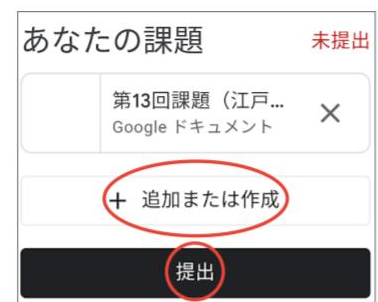 あなたの課題
未提出
第13回課題（江戸...
Google ドキュメント
+ 追加または作成
提出